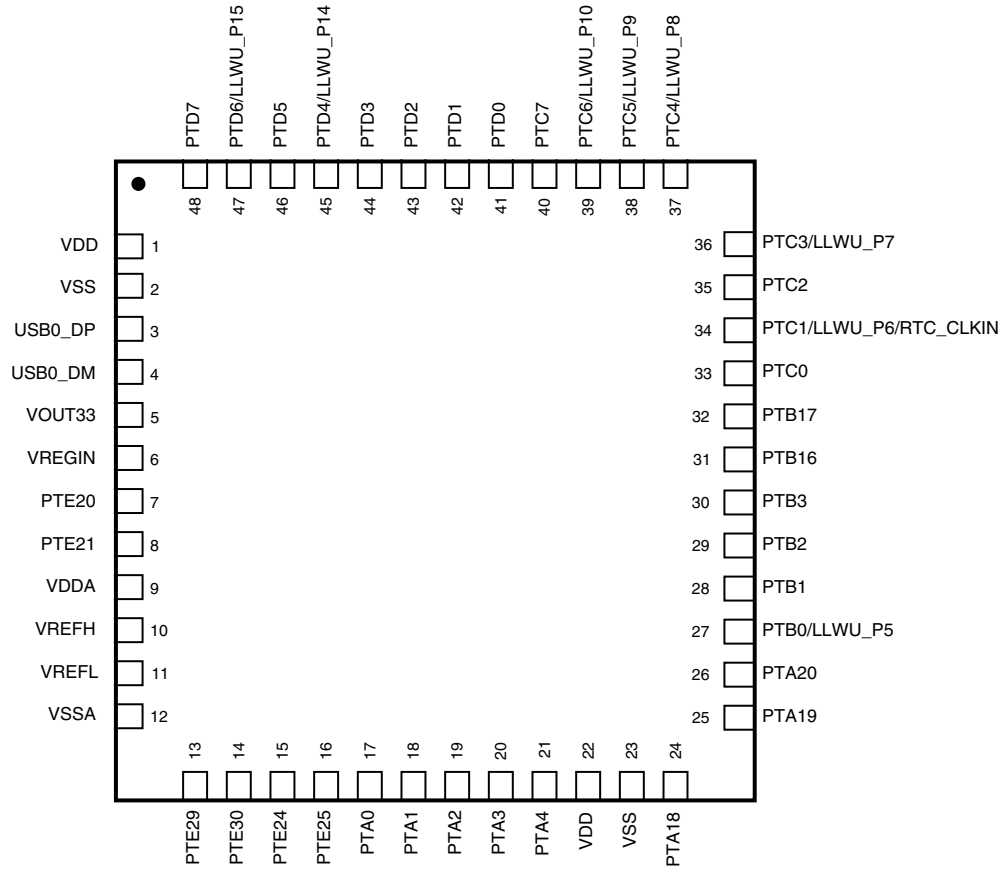 PTD7
PTD6/LLWU_P15
PTD5
PTD4/LLWU_P14
PTD3
PTD2
PTD1
PTD0
PTC7
PTC6/LLWU_P10
PTC5/LLWU_P9
PTC4/LLWU_P8
48
47
46
45
44
43
42
41
40
39
38
37
VDD 1
VSS 2
USB0_DP 3
USB0_DM 4
VOUT33 5
VREGIN 6
PTE20 7
PTE21 8
VDDA 9
VREFH 10
VREFL 11
VSSA 12
36 PTC3/LLWU_P7
35 PTC2
34 PTC1/LLWU_P6/RTC_CLKIN
33 PTC0
32 PTB17
31 PTB16
30 PTB3
29 PTB2
28 PTB1
27 PTB0/LLWU_P5
26 PTA20
25 PTA19
13
14
15
16
17
18
19
20
21
22
23
24
PTE29
PTE30
PTE24
PTE25
PTA0
PTA1
PTA2
PTA3
PTA4
VDD
VSS
PTA18